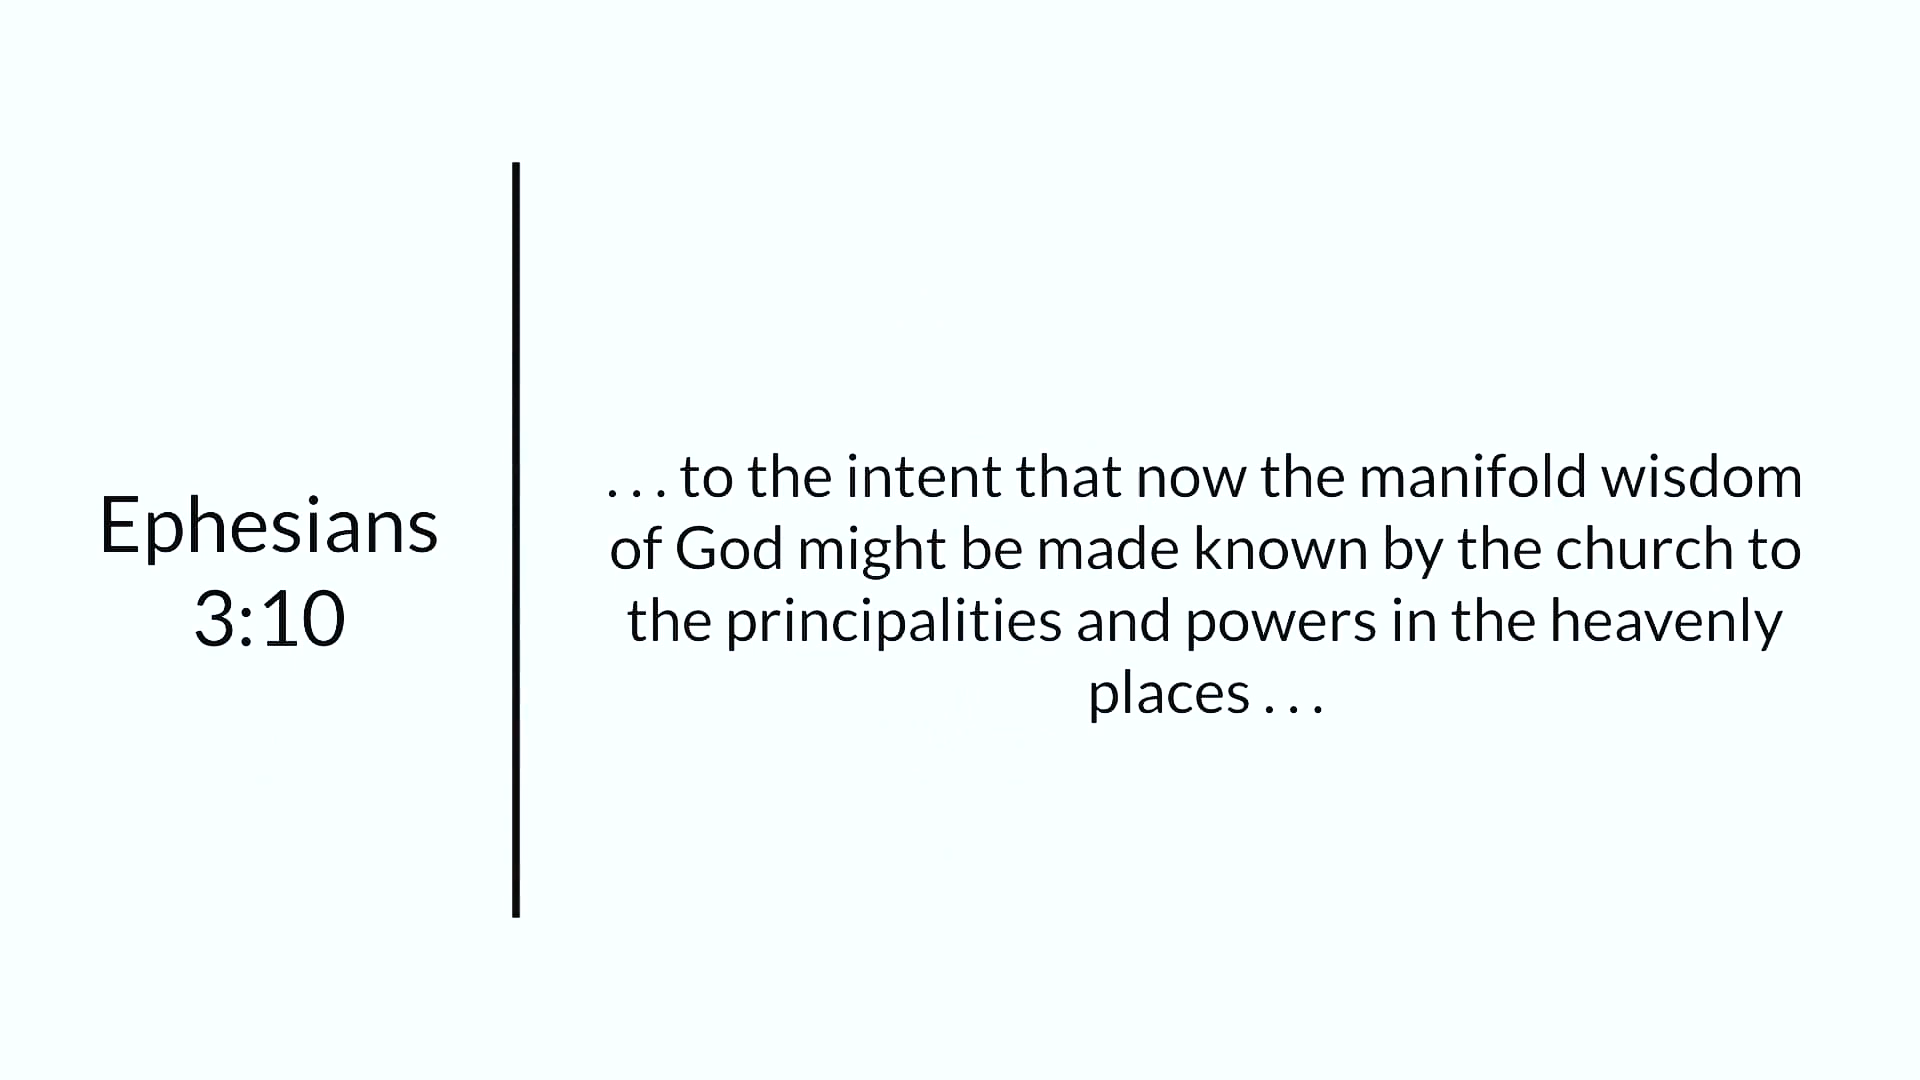 Ephesians
3:10
. . . to the intent that now the manifold wisdom
of God might be made known by the church to
the principalities and powers in the heavenly
places . . .